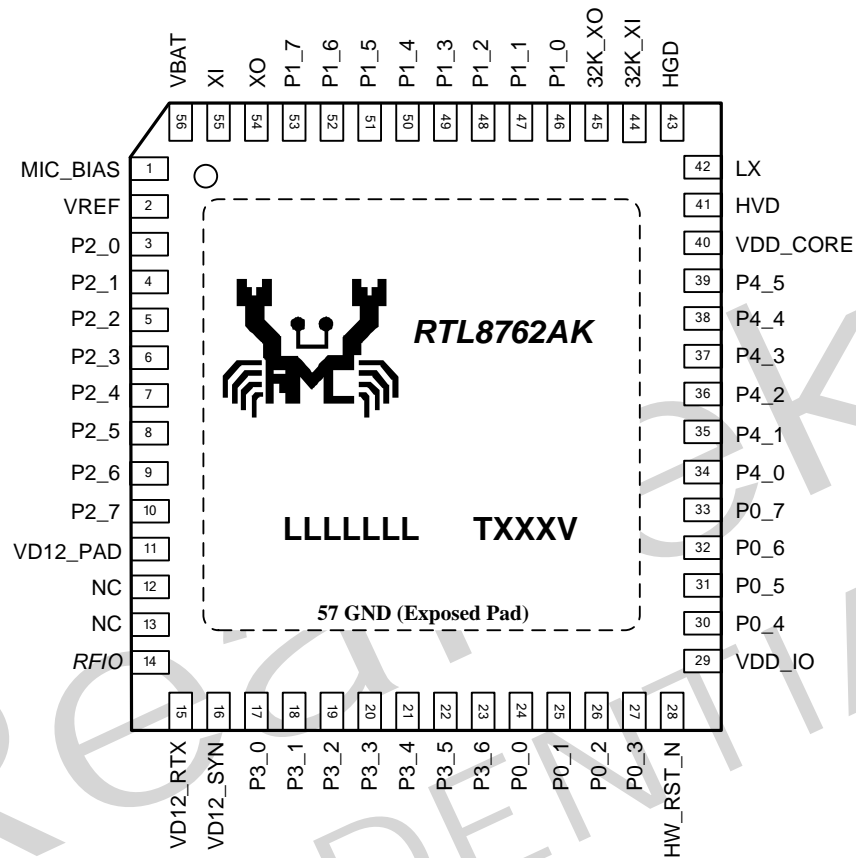 VBAT
XI
XO
P1_7
P1_6
P1_5
P1_4
P1_3
P1_2
P1_1
P1_0
32K_XO
32K_XI
HGD
56 55 54 53 52 51 50 49 48 47 46 45 44 43
MIC_BIAS 1
VREF 2
P2_0 3
P2_1 4
P2_2 5
P2_3 6
P2_4 7
P2_5 8
P2_6 9
P2_7 10
VD12_PAD 11
NC 12
NC 13
RFIO 14
RTL8762AK
LLLLLLL TXXXV
57 GND (Exposed Pad)
42 LX
41 HVD
40 VDD_CORE
39 P4_5
38 P4_4
37 P4_3
36 P4_2
35 P4_1
34 P4_0
33 P0_7
32 P0_6
31 P0_5
30 P0_4
29 VDD_IO
15 16 17 18 19 20 21 22 23 24 25 26 27 28
VD12_RTX
VD12_SYN
P3_0
P3_1
P3_2
P3_3
P3_4
P3_5
P3_6
P0_0
P0_1
P0_2
P0_3
HW_RST_N